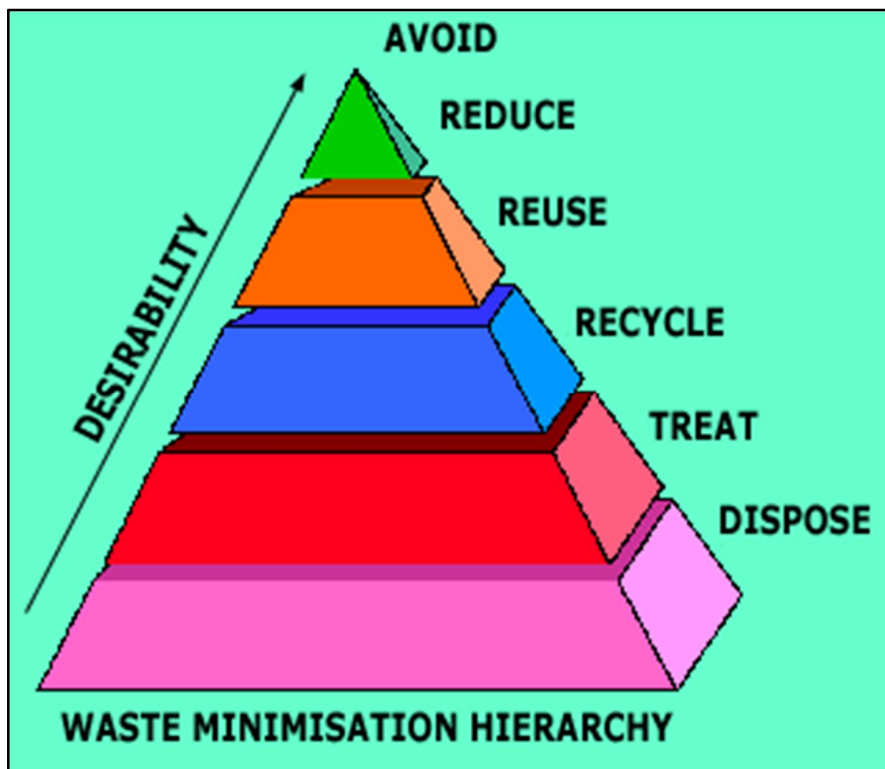 AVOID
REDUCE
REUSE
RECYCLE
TREAT
DISPOSE
DESIRABILITY
WASTE MINIMISATION HIERARCHY